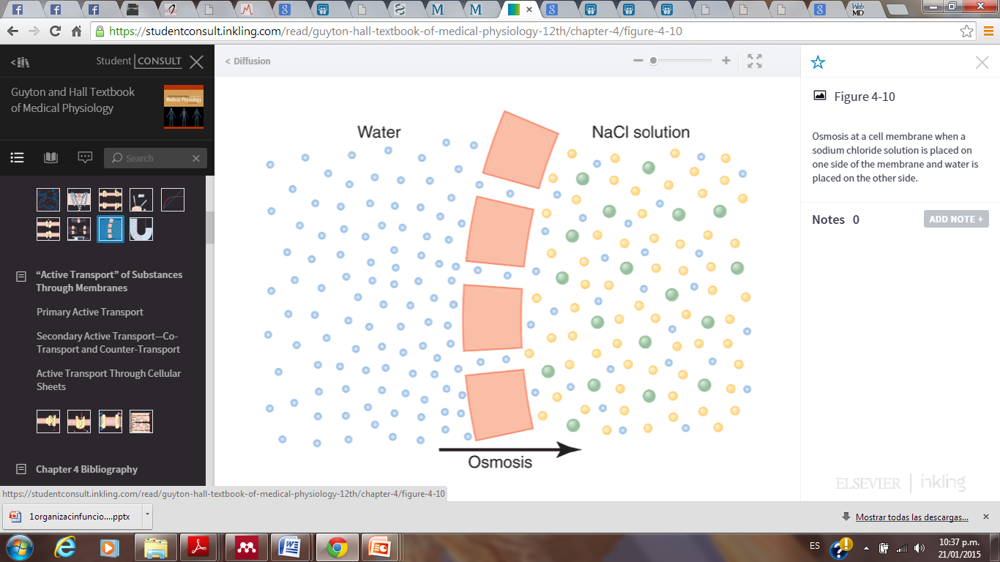 Web
MD
https://studentconsult.inkling.com/read/guyton-hall-textbook-of-medical-physiology-12th/chapter-4/figure-4-10
Student CONSULT
Guyton and Hall Textbook
of Medical Physiology
Search
“Active Transport” of Substances
Through Membranes
Primary Active Transport
Secondary Active Transport—Co-
Transport and Counter-Transport
Active Transport Through Cellular
Sheets
Chapter 4 Bibliography
< Diffusion
Water
NaCl solution
Osmosis
Figure 4-10
Osmosis at a cell membrane when a
sodium chloride solution is placed on
one side of the membrane and water is
placed on the other side.
Notes 0
ADD NOTE +
ELSEVIER | inkling
https://studentconsult.inkling.com/read/guyton-hall-textbook-of-medical-physiology-12th/chapter-4/figure-4-10
1organizacinfuncio....pptx
Mostrar todas las descargas...
ES
10:37 p.m.
21/01/2015